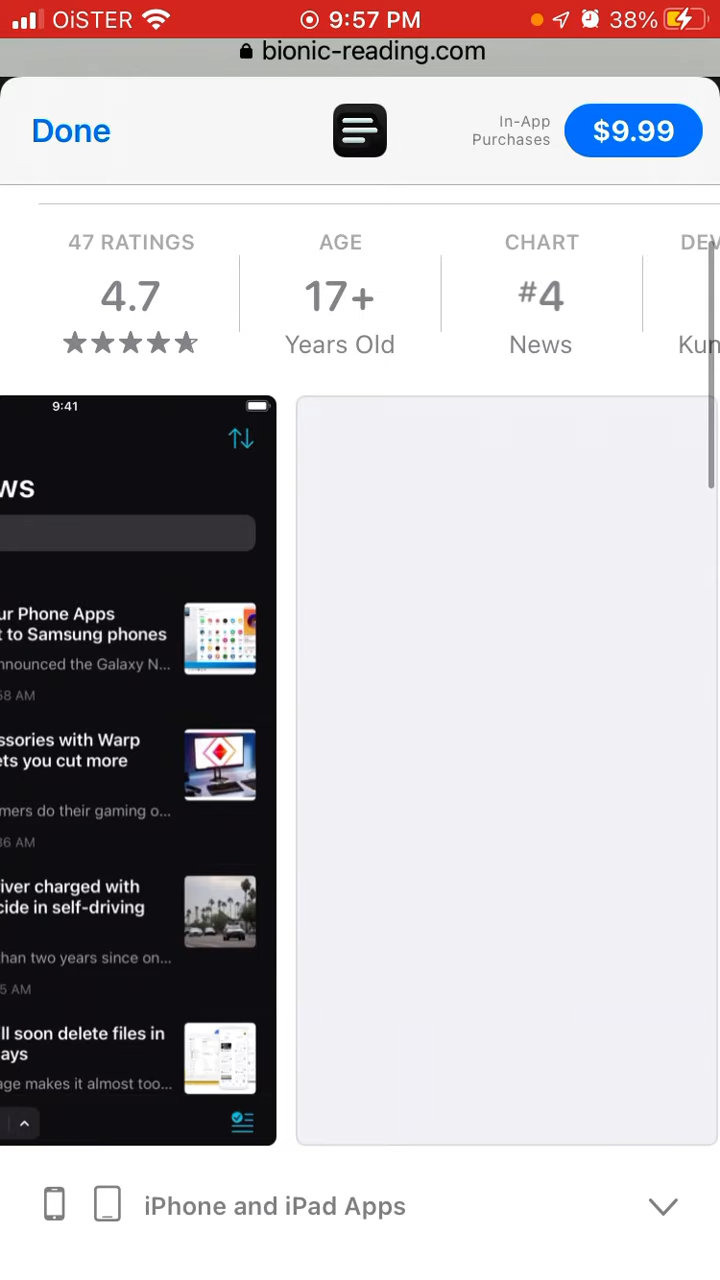 OiSTER 9:57 PM 38%
bionic-reading.com
Done
In-App
Purchases
$9.99
47 RATINGS
4.7
AGE
17+
Years Old
CHART
#4
News
DEV
Kun
9:41
ws
ur Phone Apps
t to Samsung phones
nnounced the Galaxy N...
58 AM
ssories with Warp
ets you cut more
mers do their gaming o...
36 AM
iver charged with
cide in self-driving
han two years since on...
5 AM
ll soon delete files in
ays
age makes it almost too...
iPhone and iPad Apps